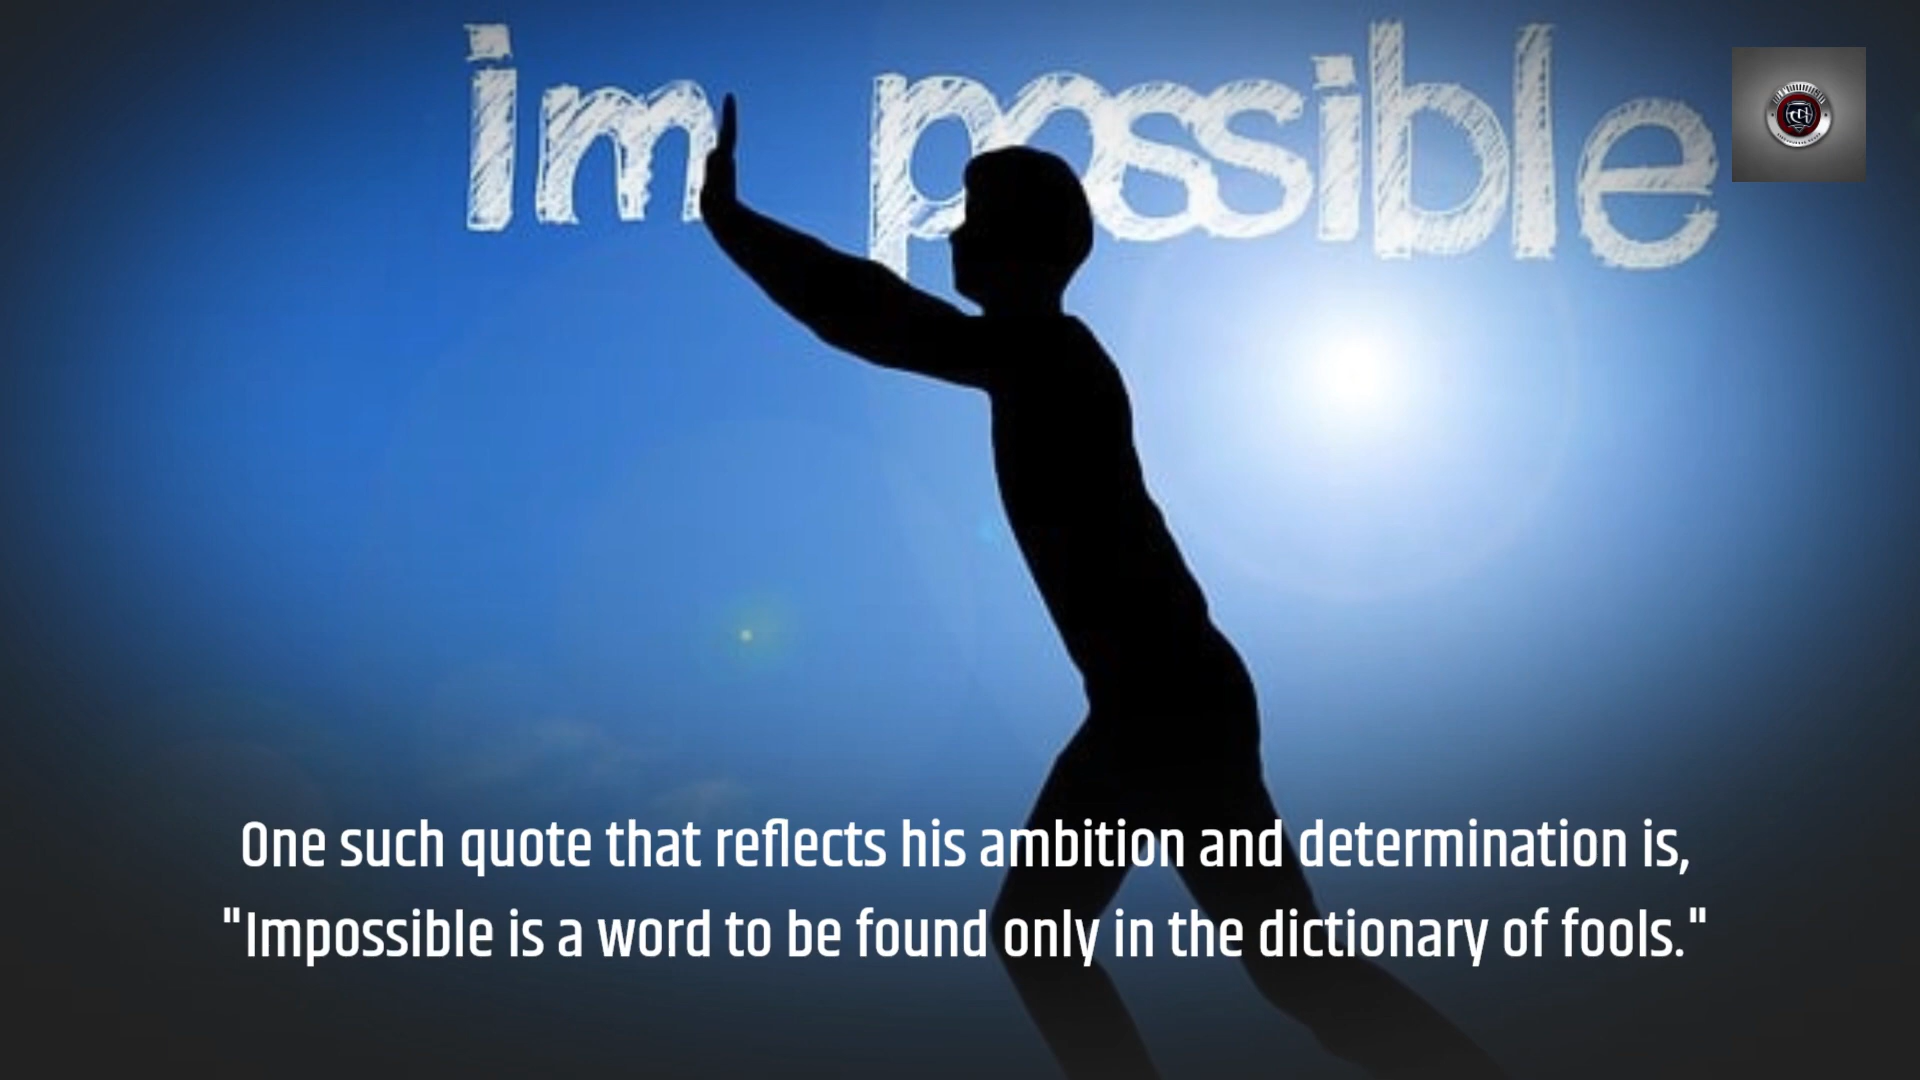 im possible
One such quote that reflects his ambition and determination is,
"Impossible is a word to be found only in the dictionary of fools."